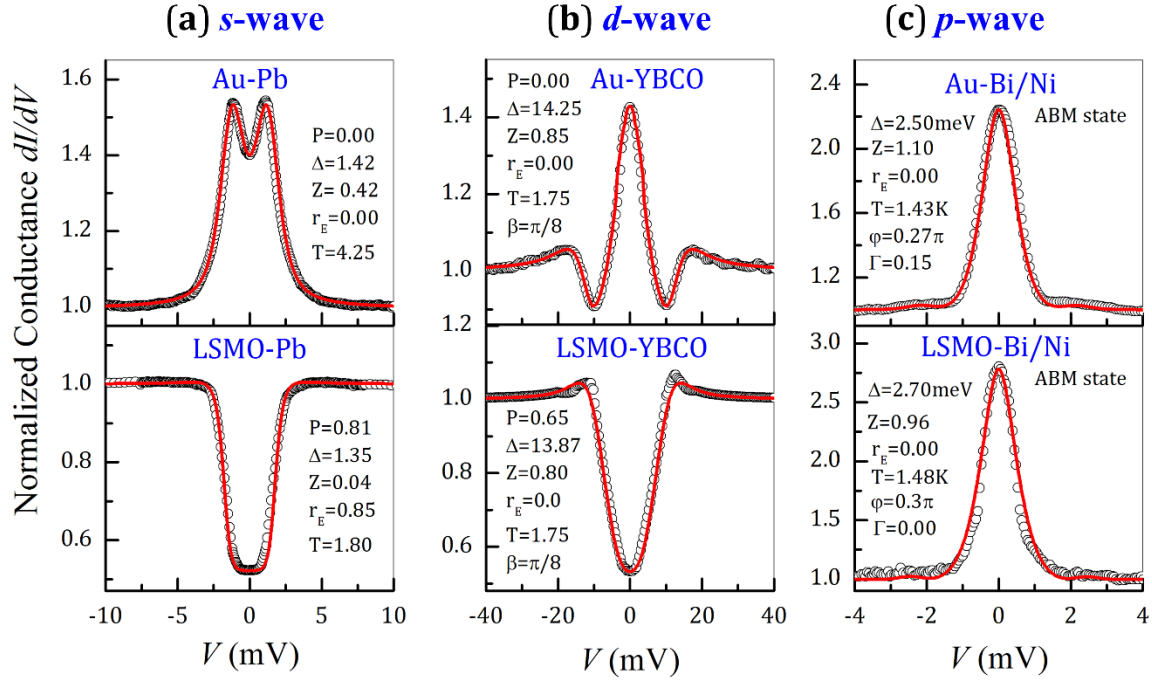 (a) s-wave
(b) d-wave
(c) p-wave
Normalized Conductance dI/dV
Au-Pb
1.6
1.4
1.2
1.0
P=0.00
Δ=1.42
Z= 0.42
r_E=0.00
T=4.25
LSMO-Pb
1.0
0.8
0.6
P=0.81
Δ=1.35
Z=0.04
r_E=0.85
T=1.80
-10 -5 0 5 10
V (mV)
Au-YBCO
1.4
1.2
1.0
P=0.00
Δ=14.25
Z=0.85
r_E=0.00
T=1.75
β=π/8
LSMO-YBCO
1.2
1.0
0.8
0.6
P=0.65
Δ=13.87
Z=0.80
r_E=0.0
T=1.75
β=π/8
-40 -20 0 20 40
V (mV)
Au-Bi/Ni
2.2
1.8
1.4
1.0
Δ=2.50meV
ABM state
Z=1.10
r_E=0.00
T=1.43K
φ=0.27π
Γ=0.15
LSMO-Bi/Ni
3.0
2.5
2.0
1.5
1.0
Δ=2.70meV
ABM state
Z=0.96
r_E=0.00
T=1.48K
φ=0.3π
Γ=0.00
-4 -2 0 2 4
V (mV)